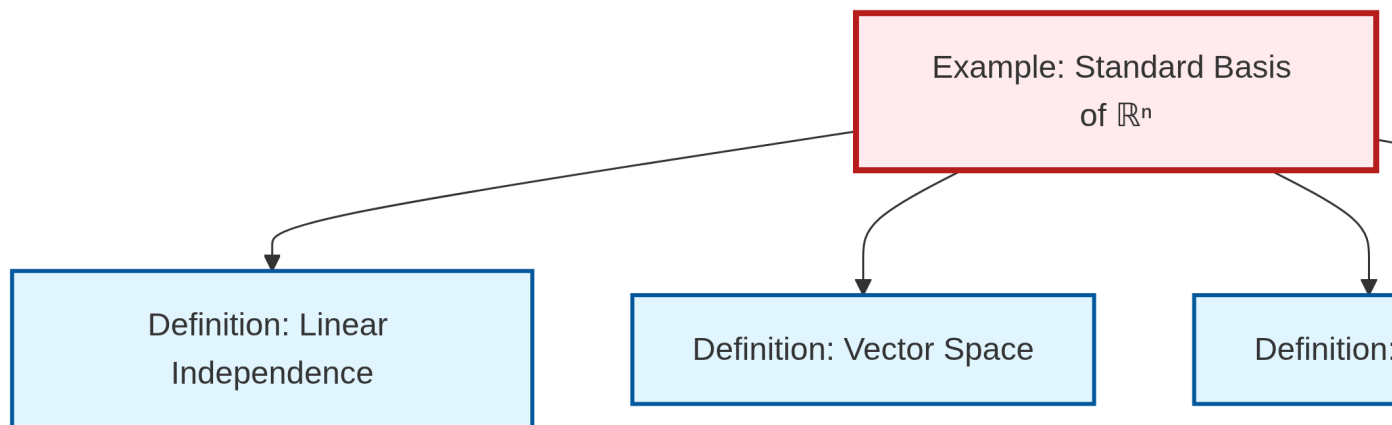 Example: Standard Basis
of ℝⁿ
Definition: Linear
Independence
Definition: Vector Space
Definition: